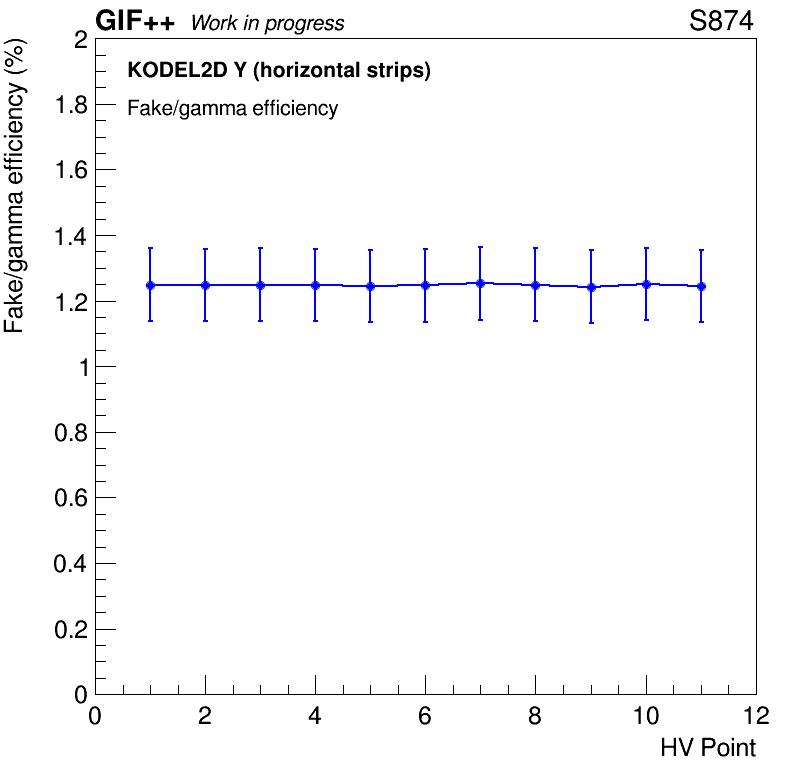 GIF++ Work in progress S874
KODEL2D Y (horizontal strips)
Fake/gamma efficiency
Fake/gamma efficiency (%)
2
1.8
1.6
1.4
1.2
1
0.8
0.6
0.4
0.2
0
0 2 4 6 8 10 12
HV Point